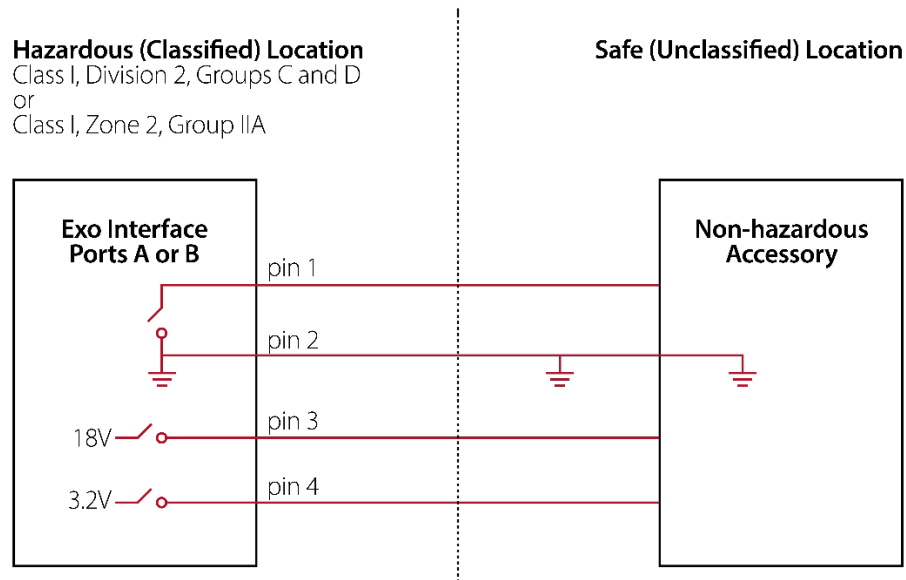 Hazardous (Classified) Location
Class I, Division 2, Groups C and D
or
Class I, Zone 2, Group IIA
Safe (Unclassified) Location
Exo Interface
Ports A or B
Non-hazardous
Accessory
pin 1
pin 2
18V
pin 3
3.2V
pin 4